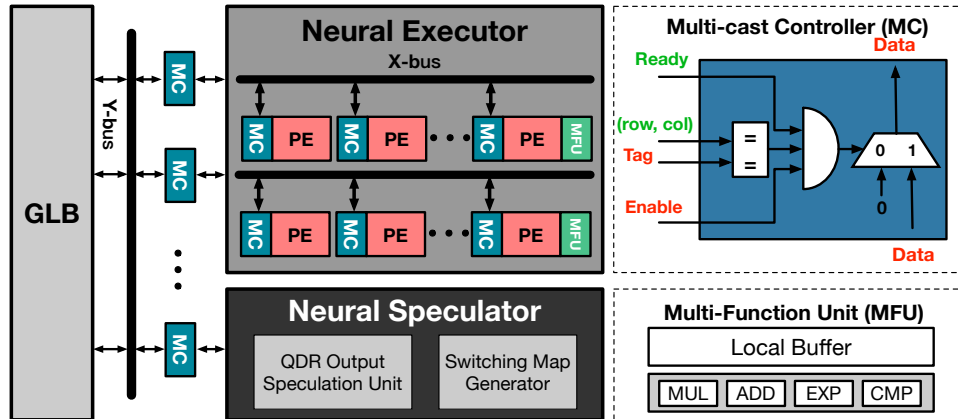 GLB
Y-bus
MC
MC
MC
Neural Executor
X-bus
MC PE MC PE MC PE MFU
MC PE MC PE MC PE MFU
Neural Speculator
QDR Output
Speculation Unit
Switching Map
Generator
Multi-cast Controller (MC)
Data
Ready
(row, col)
Tag
Enable
=
=
0 1
0
Data
Multi-Function Unit (MFU)
Local Buffer
MUL ADD EXP CMP